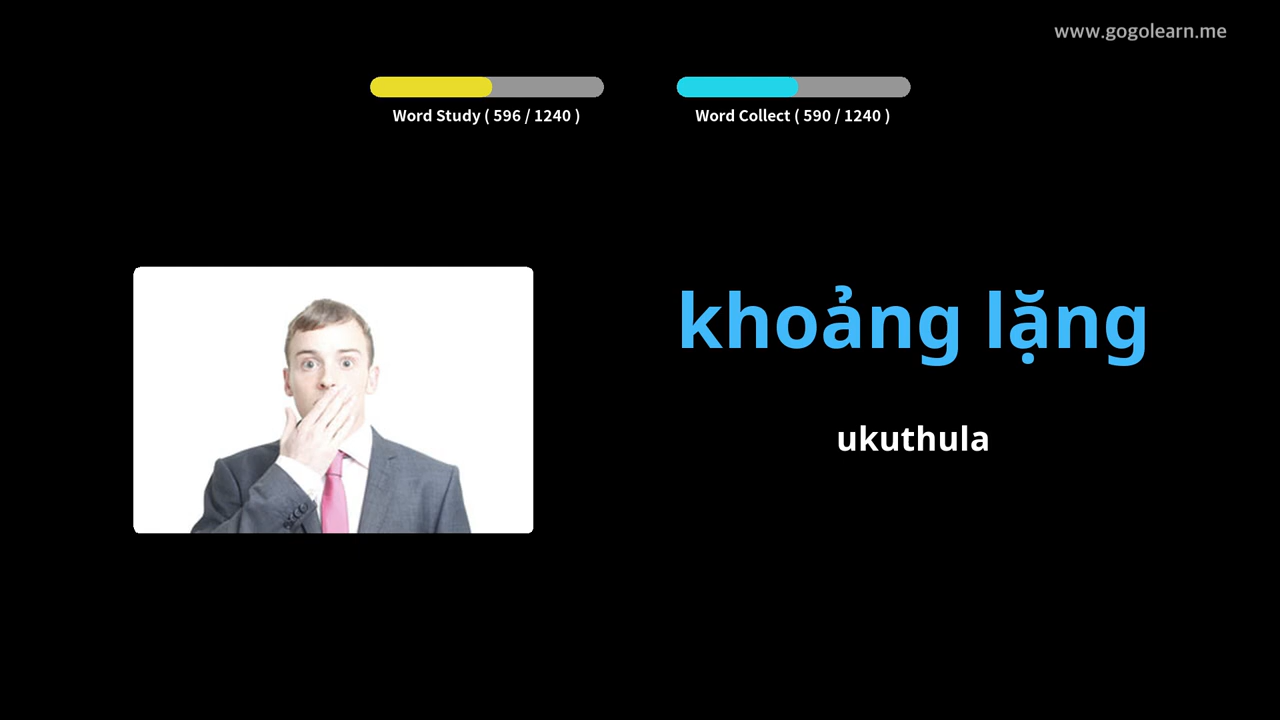 www.gogolearn.me
Word Study ( 596 / 1240 )
Word Collect ( 590 / 1240 )
khoảng lặng
ukuthula